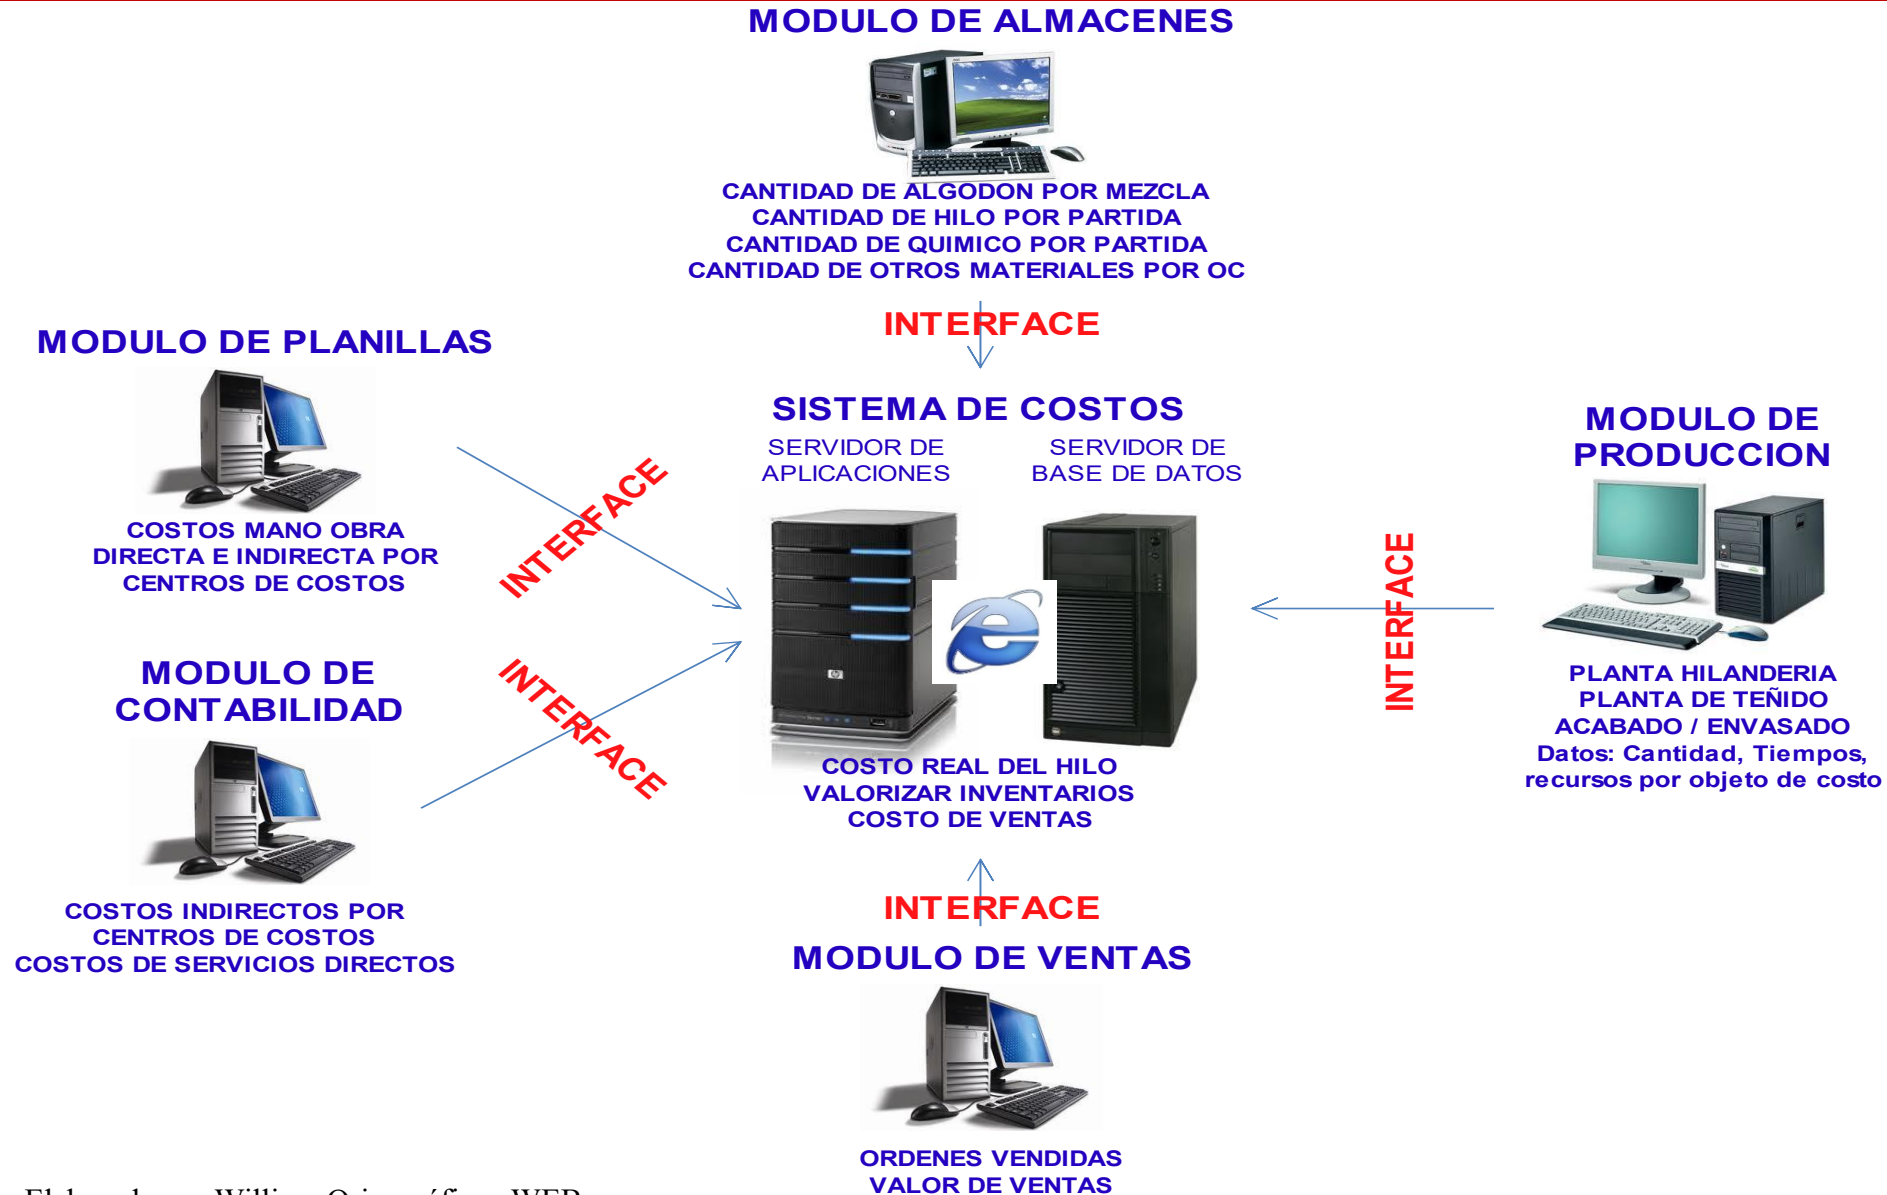 MODULO DE ALMACENES
CANTIDAD DE ALGODON POR MEZCLA
CANTIDAD DE HILO POR PARTIDA
CANTIDAD DE QUIMICO POR PARTIDA
CANTIDAD DE OTROS MATERIALES POR OC
INTERFACE
MODULO DE PLANILLAS
COSTOS MANO OBRA
DIRECTA E INDIRECTA POR
CENTROS DE COSTOS
INTERFACE
SISTEMA DE COSTOS
SERVIDOR DE
APLICACIONES
SERVIDOR DE
BASE DE DATOS
COSTO REAL DEL HILO
VALORIZAR INVENTARIOS
COSTO DE VENTAS
MODULO DE
PRODUCCION
INTERFACE
PLANTA HILANDERIA
PLANTA DE TEÑIDO
ACABADO / ENVASADO
Datos: Cantidad, Tiempos,
recursos por objeto de costo
MODULO DE
CONTABILIDAD
INTERFACE
COSTOS INDIRECTOS POR
CENTROS DE COSTOS
COSTOS DE SERVICIOS DIRECTOS
INTERFACE
MODULO DE VENTAS
ORDENES VENDIDAS
VALOR DE VENTAS